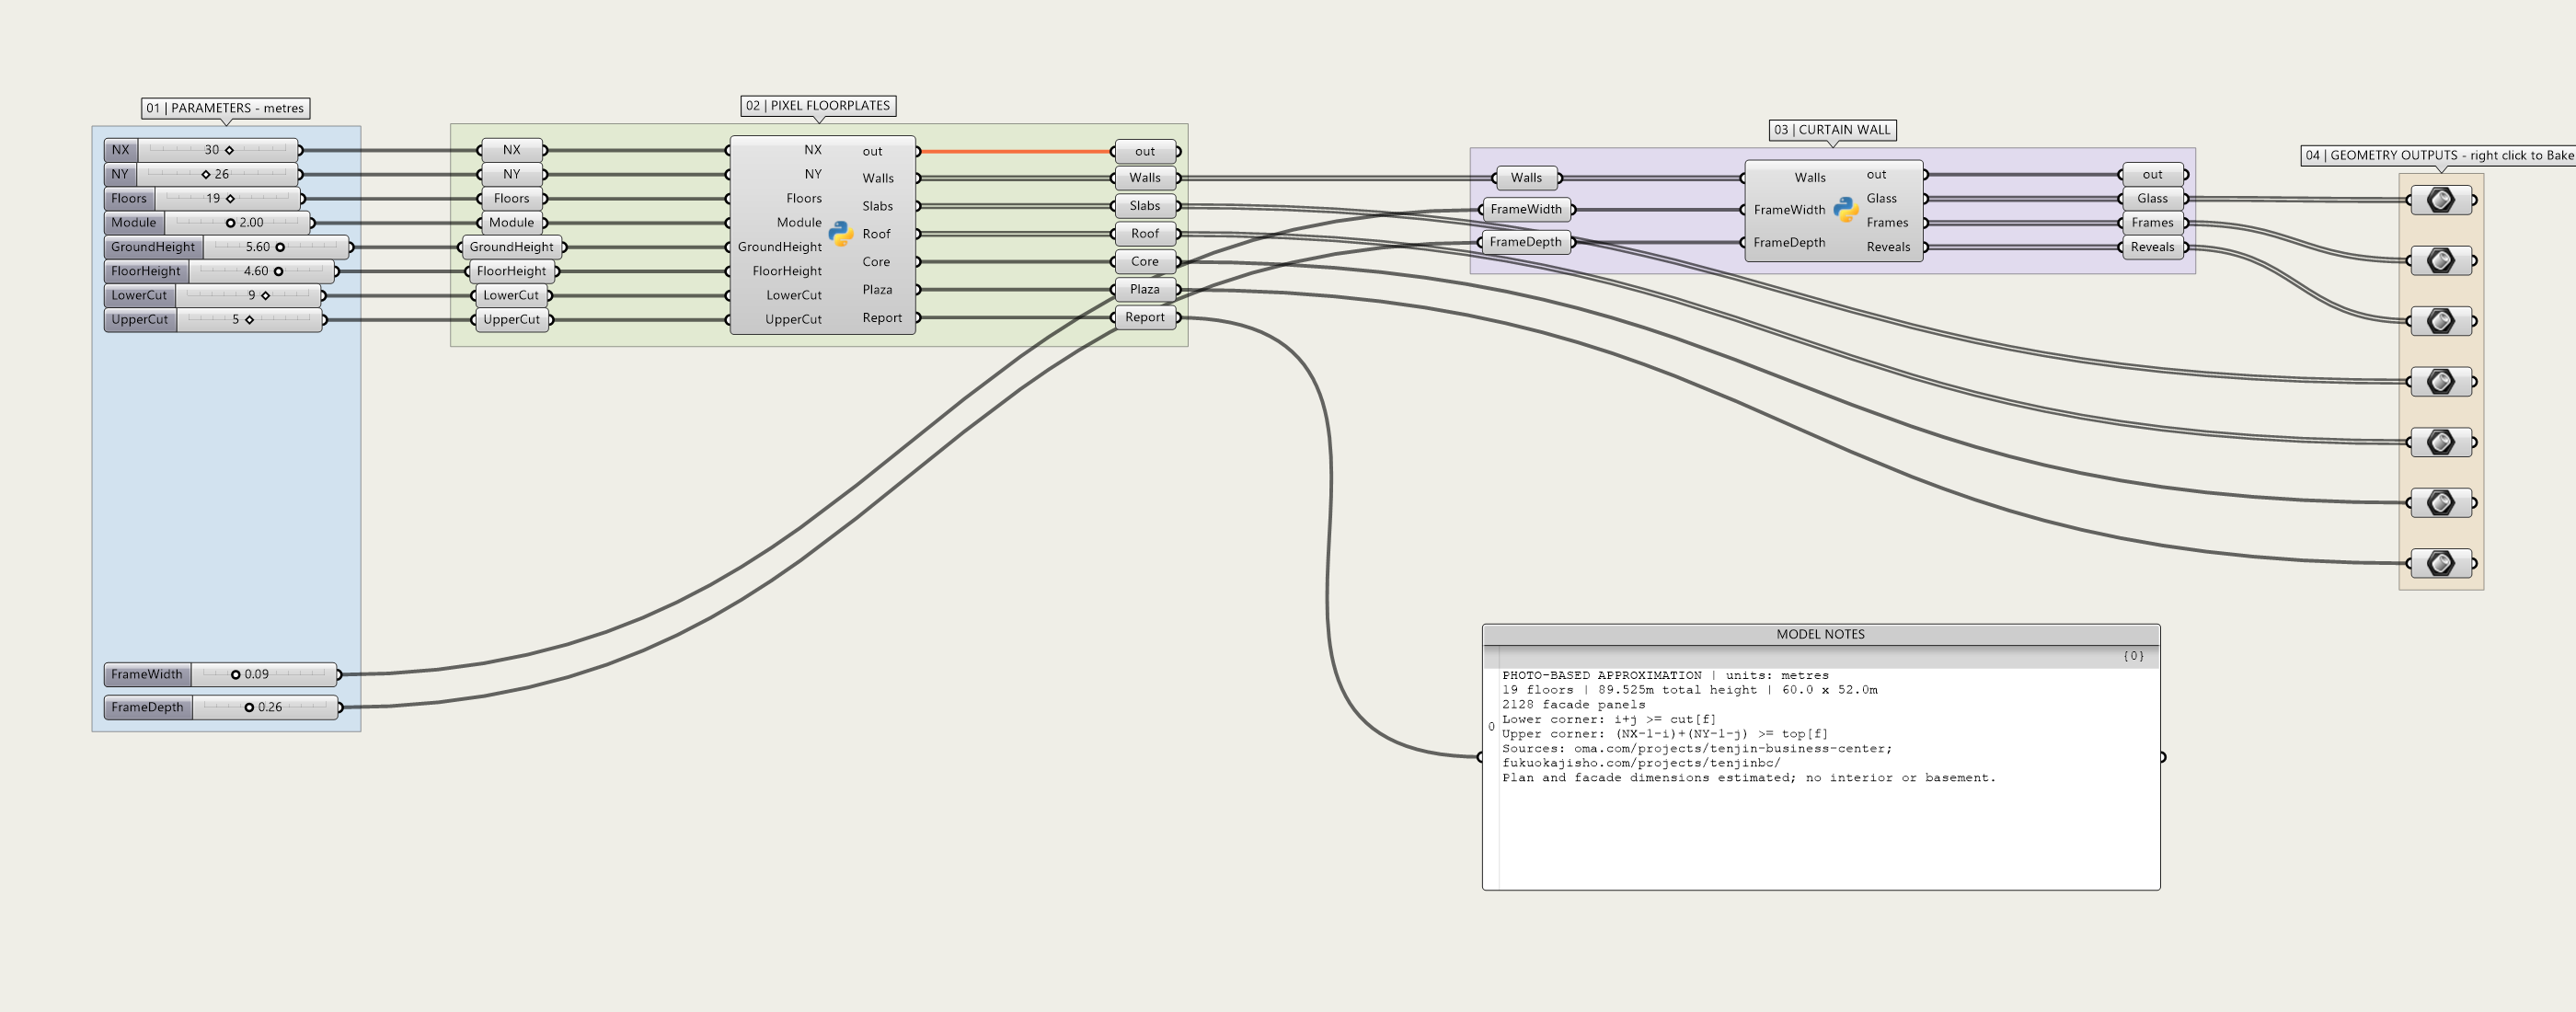 01 | PARAMETERS - metres
NX 30
NY 26
Floors 19
Module 2.00
GroundHeight 5.60
FloorHeight 4.60
LowerCut 9
UpperCut 5
FrameWidth 0.09
FrameDepth 0.26
02 | PIXEL FLOORPLATES
NX
NY
Floors
Module
GroundHeight
FloorHeight
LowerCut
UpperCut
NX
NY
Floors
Module
GroundHeight
FloorHeight
LowerCut
UpperCut
out
Walls
Slabs
Roof
Core
Plaza
Report
out
Walls
Slabs
Roof
Core
Plaza
Report
03 | CURTAIN WALL
Walls
FrameWidth
FrameDepth
Walls
FrameWidth
FrameDepth
out
Glass
Frames
Reveals
out
Glass
Frames
Reveals
04 | GEOMETRY OUTPUTS - right click to Bake
MODEL NOTES
{0}
0
PHOTO-BASED APPROXIMATION | units: metres
19 floors | 89.525m total height | 60.0 x 52.0m
2128 facade panels
Lower corner: i+j >= cut[f]
Upper corner: (NX-1-i)+(NY-1-j) >= top[f]
Sources: oma.com/projects/tenjin-business-center;
fukuokajisho.com/projects/tenjinbc/
Plan and facade dimensions estimated; no interior or basement.